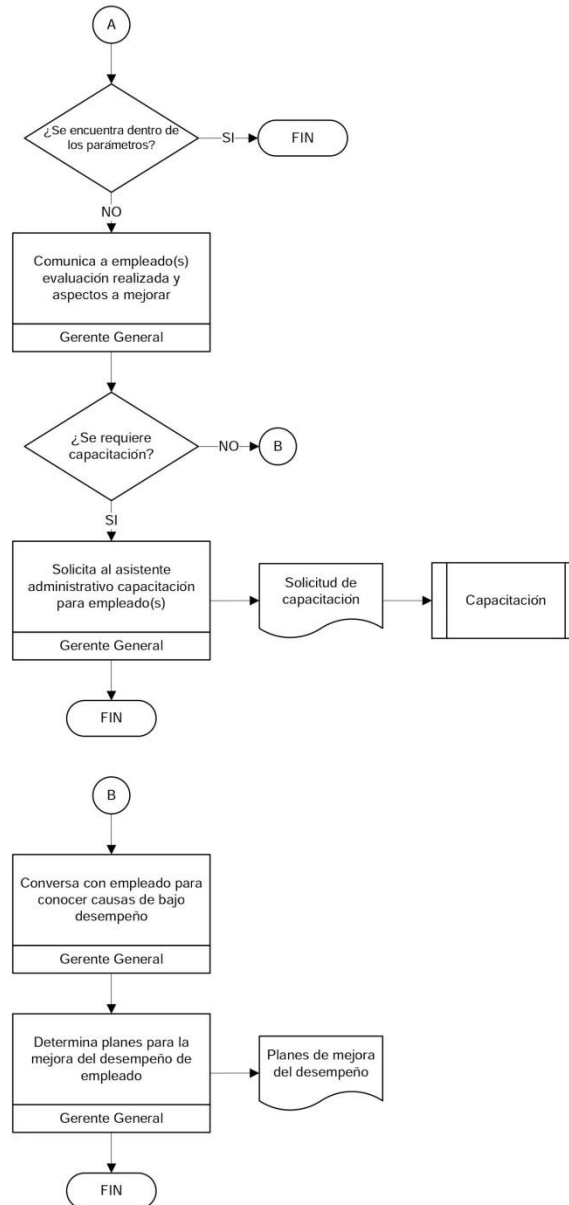 A
¿Se encuentra dentro de
los parámetros?
SI
FIN
NO
Comunica a empleado(s)
evaluación realizada y
aspectos a mejorar
Gerente General
¿Se requiere
capacitación?
NO
B
SI
Solicita al asistente
administrativo capacitación
para empleado(s)
Gerente General
Solicitud de
capacitación
Capacitación
FIN
B
Conversa con empleado para
conocer causas de bajo
desempeño
Gerente General
Determina planes para la
mejora del desempeño de
empleado
Gerente General
Planes de mejora
del desempeño
FIN